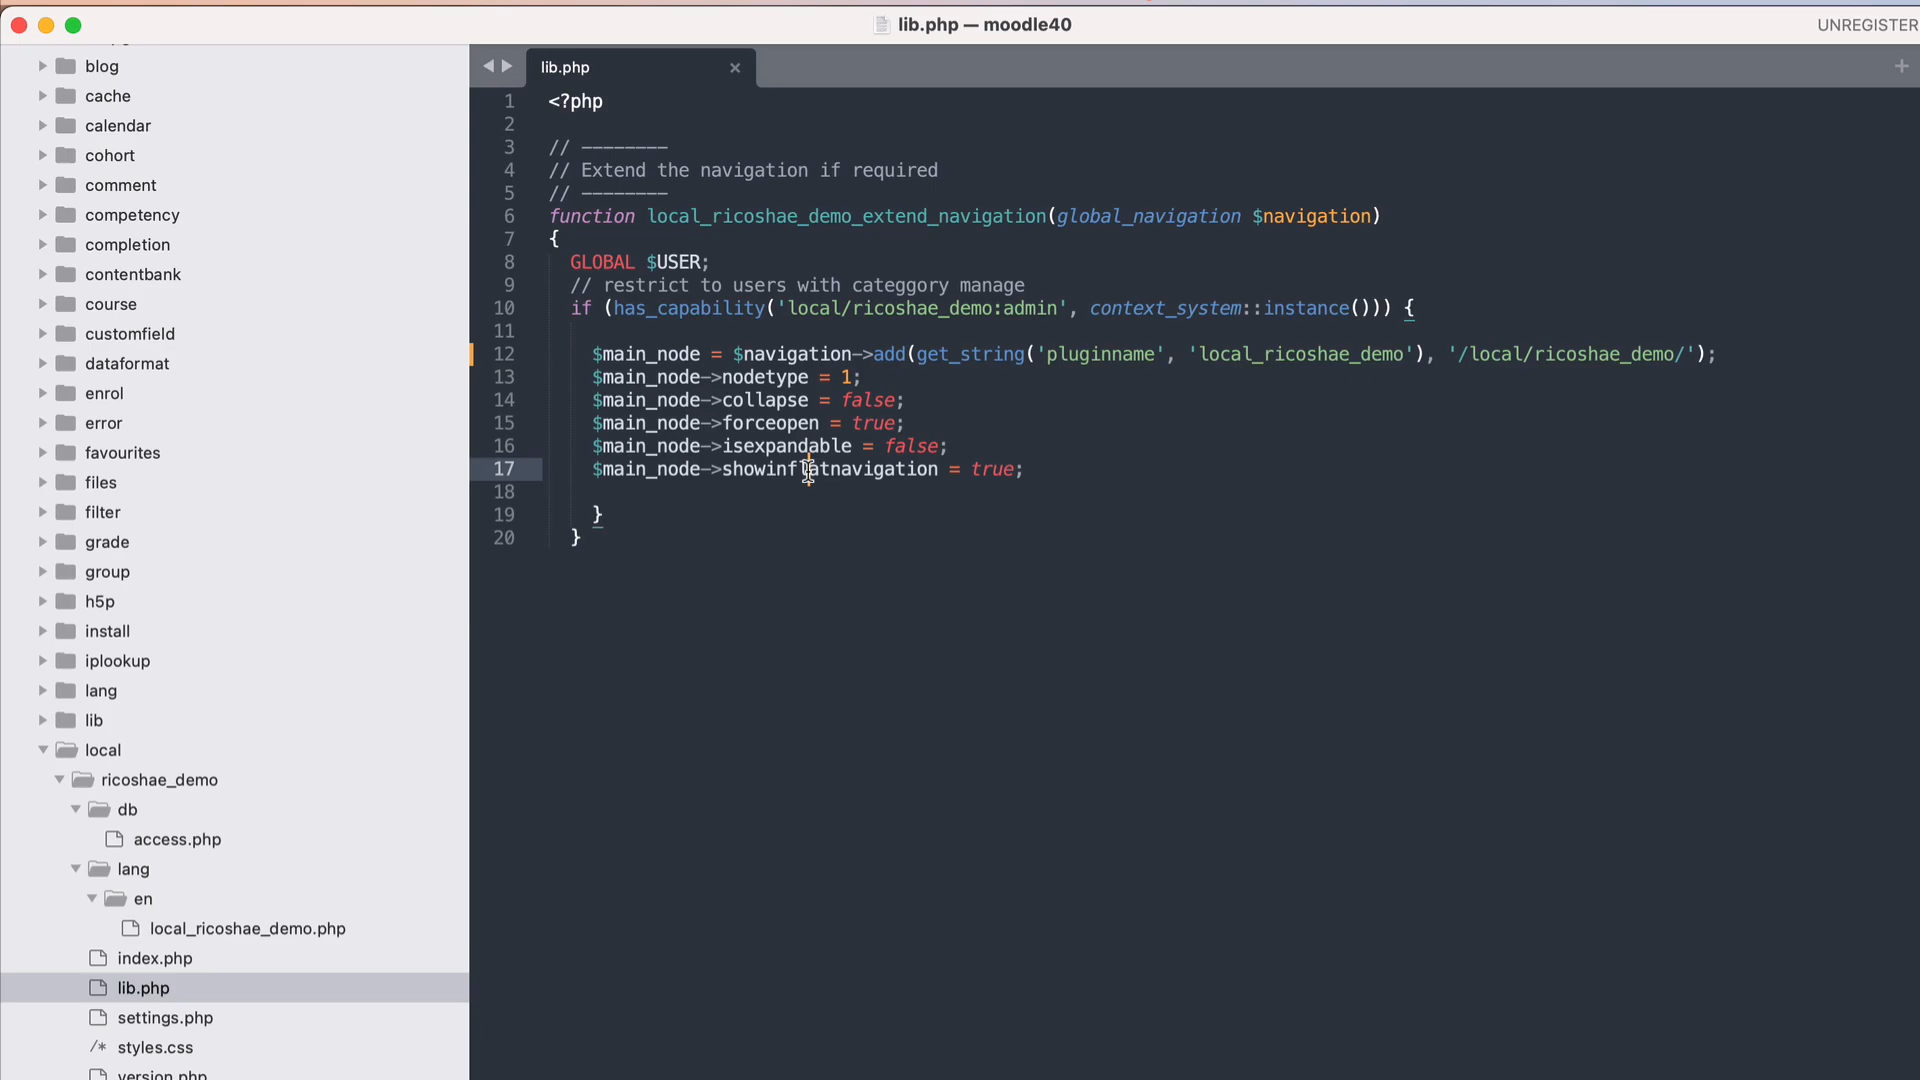 lib.php — moodle40
UNREGISTER
blog
cache
calendar
cohort
comment
competency
completion
contentbank
course
customfield
dataformat
enrol
error
favourites
files
filter
grade
group
h5p
install
iplookup
lang
lib
local
ricoshae_demo
db
access.php
lang
en
local_ricoshae_demo.php
index.php
lib.php
settings.php
/* styles.css
version.php
lib.php
1 <?php
2
3 // --------
4 // Extend the navigation if required
5 // --------
6 function local_ricoshae_demo_extend_navigation(global_navigation $navigation)
7 {
8 GLOBAL $USER;
9 // restrict to users with categgory manage
10 if (has_capability('local/ricoshae_demo:admin', context_system::instance())) {
11
12 $main_node = $navigation->add(get_string('pluginname', 'local_ricoshae_demo'), '/local/ricoshae_demo/');
13 $main_node->nodetype = 1;
14 $main_node->collapse = false;
15 $main_node->forceopen = true;
16 $main_node->isexpandable = false;
17 $main_node->showinflatnavigation = true;
18
19 }
20 }